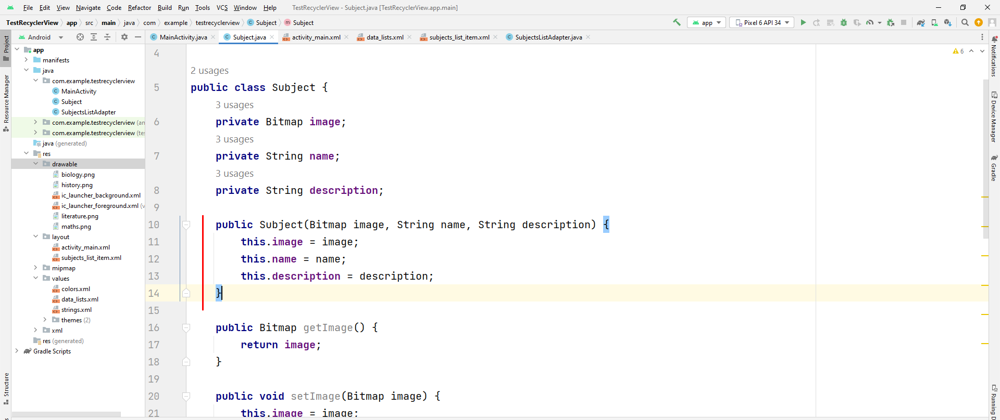 File Edit View Navigate Code Refactor Build Run Tools VCS Window Help TestRecyclerView - Subject.java [TestRecyclerView.app.main]
TestRecyclerView app src main java com example testrecyclerview Subject Subject app Pixel 6 API 34
Android MainActivity.java Subject.java activity_main.xml data_lists.xml subjects_list_item.xml SubjectsListAdapter.java
Project
Resource Manager
Structure
app
manifests
java
com.example.testrecyclerview
MainActivity
Subject
SubjectsListAdapter
com.example.testrecyclerview (an
com.example.testrecyclerview (te
java (generated)
res
drawable
biology.png
history.png
ic_launcher_background.xml
ic_launcher_foreground.xml (v
literature.png
maths.png
layout
activity_main.xml
subjects_list_item.xml
mipmap
values
colors.xml
data_lists.xml
strings.xml
themes (2)
xml
res (generated)
Gradle Scripts
4
2 usages
5 public class Subject {
3 usages
6 private Bitmap image;
3 usages
7 private String name;
3 usages
8 private String description;
9
10 public Subject(Bitmap image, String name, String description) {
11 this.image = image;
12 this.name = name;
13 this.description = description;
14 }
15
16 public Bitmap getImage() {
17 return image;
18 }
19
20 public void setImage(Bitmap image) {
21 this.image = image;
6
Notifications
Device Manager
Gradle
Running D